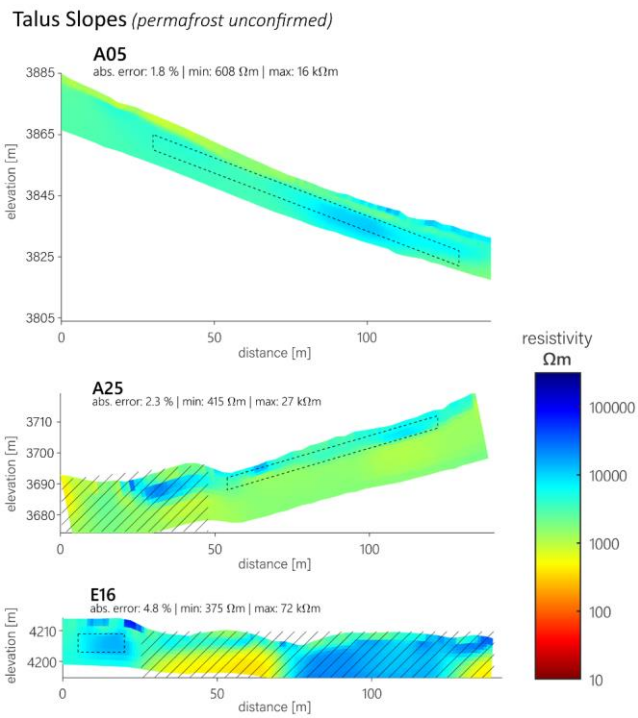 Talus Slopes (permafrost unconfirmed)
A05
abs. error: 1.8 % | min: 608 Ωm | max: 16 kΩm
3885
3865
3845
3825
3805
elevation [m]
0 50 100
distance [m]
A25
abs. error: 2.3 % | min: 415 Ωm | max: 27 kΩm
3710
3700
3690
3680
elevation [m]
0 50 100
distance [m]
E16
abs. error: 4.8 % | min: 375 Ωm | max: 72 kΩm
4210
4200
elevation [m]
0 50 100
distance [m]
resistivity
Ωm
100000
10000
1000
100
10